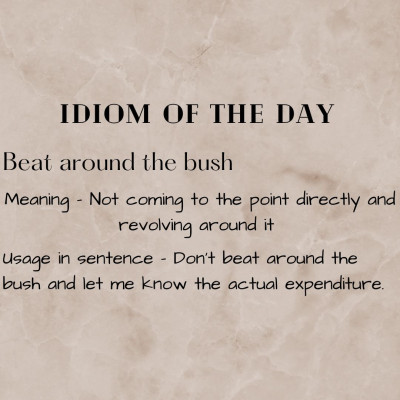 IDIOM OF THE DAY
Beat around the bush
Meaning - Not coming to the point directly and
revolving around it
Usage in sentence - Don't beat around the
bush and let me know the actual expenditure.